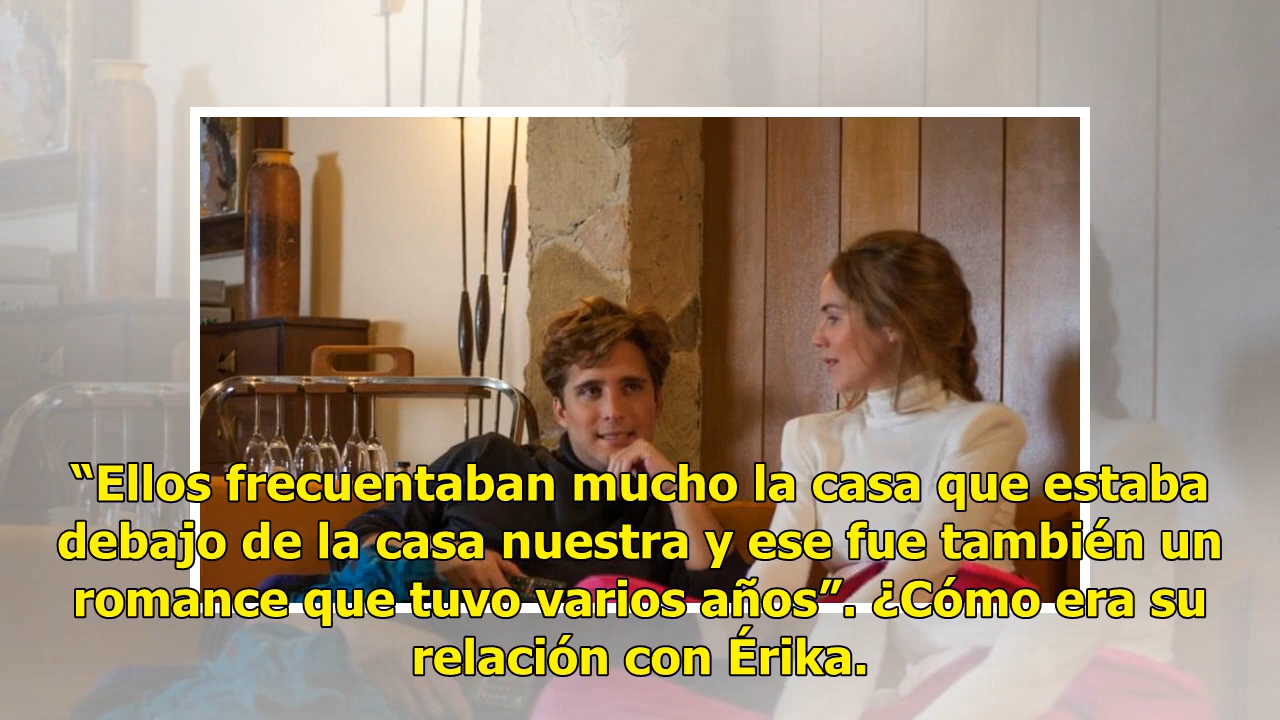 “Ellos frecuentaban mucho la casa que estaba
debajo de la casa nuestra y ese fue también un
romance que tuvo varios años”. ¿Cómo era su
relación con Érika.